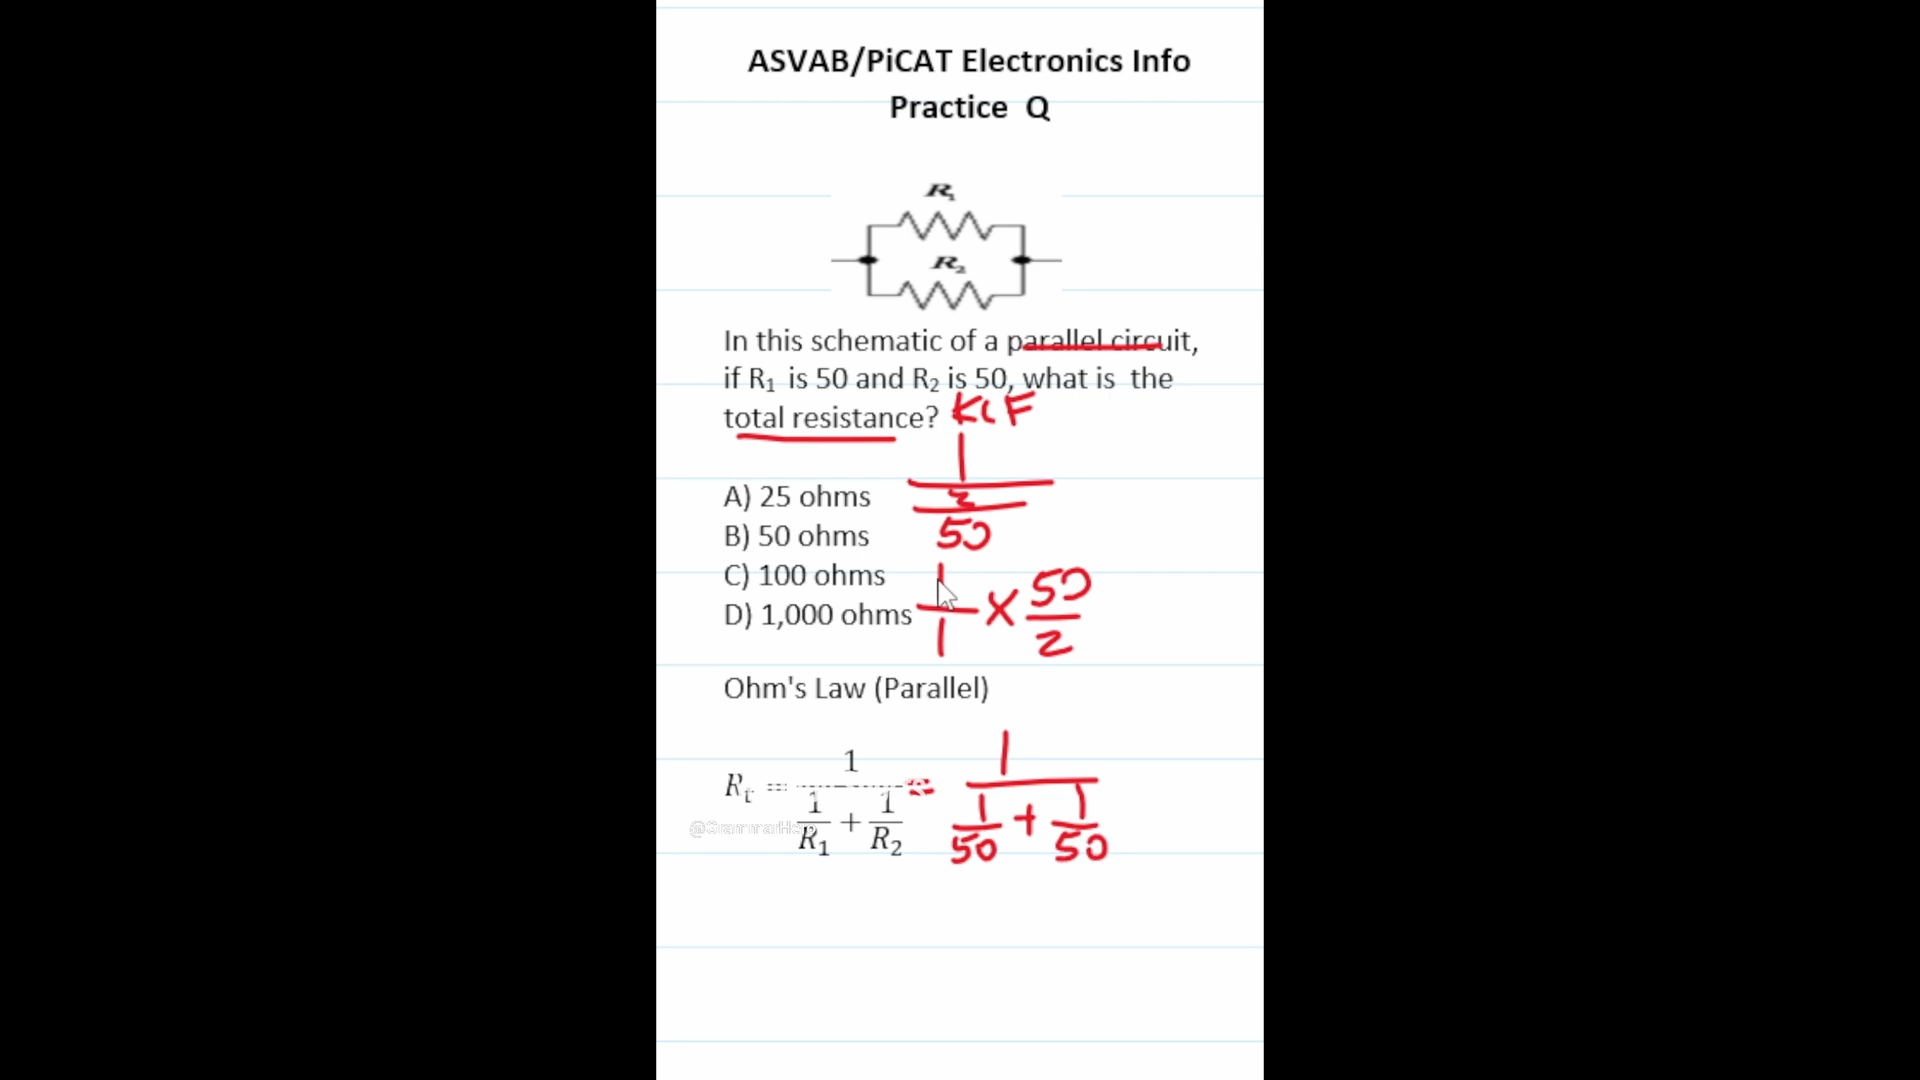 ASVAB/PiCAT Electronics Info
Practice Q
R₁
R₂
In this schematic of a parallel circuit,
if R₁ is 50 and R₂ is 50, what is the
total resistance? KCF
1
2
50
A) 25 ohms
B) 50 ohms
C) 100 ohms
D) 1,000 ohms
1/1 × 50/2
Ohm's Law (Parallel)
Rₜ = 1/(1/R₁ + 1/R₂) = 1/(1/50 + 1/50)